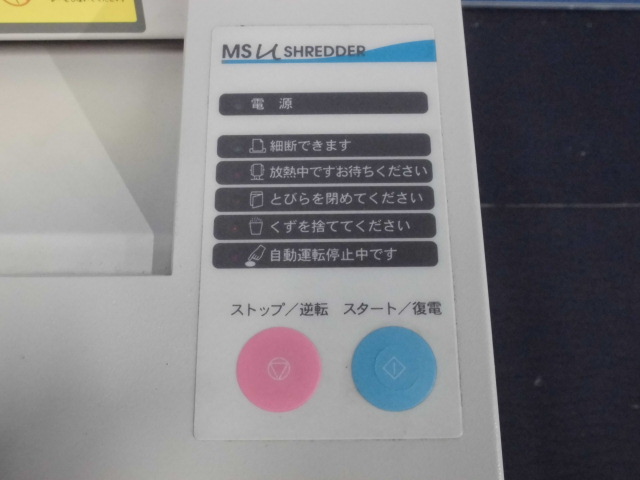 MSμ SHREDDER
電源
細断できます
放熱中ですお待ちください
とびらを閉めてください
くずを捨ててください
自動運転停止中です
ストップ/逆転 スタート/復電